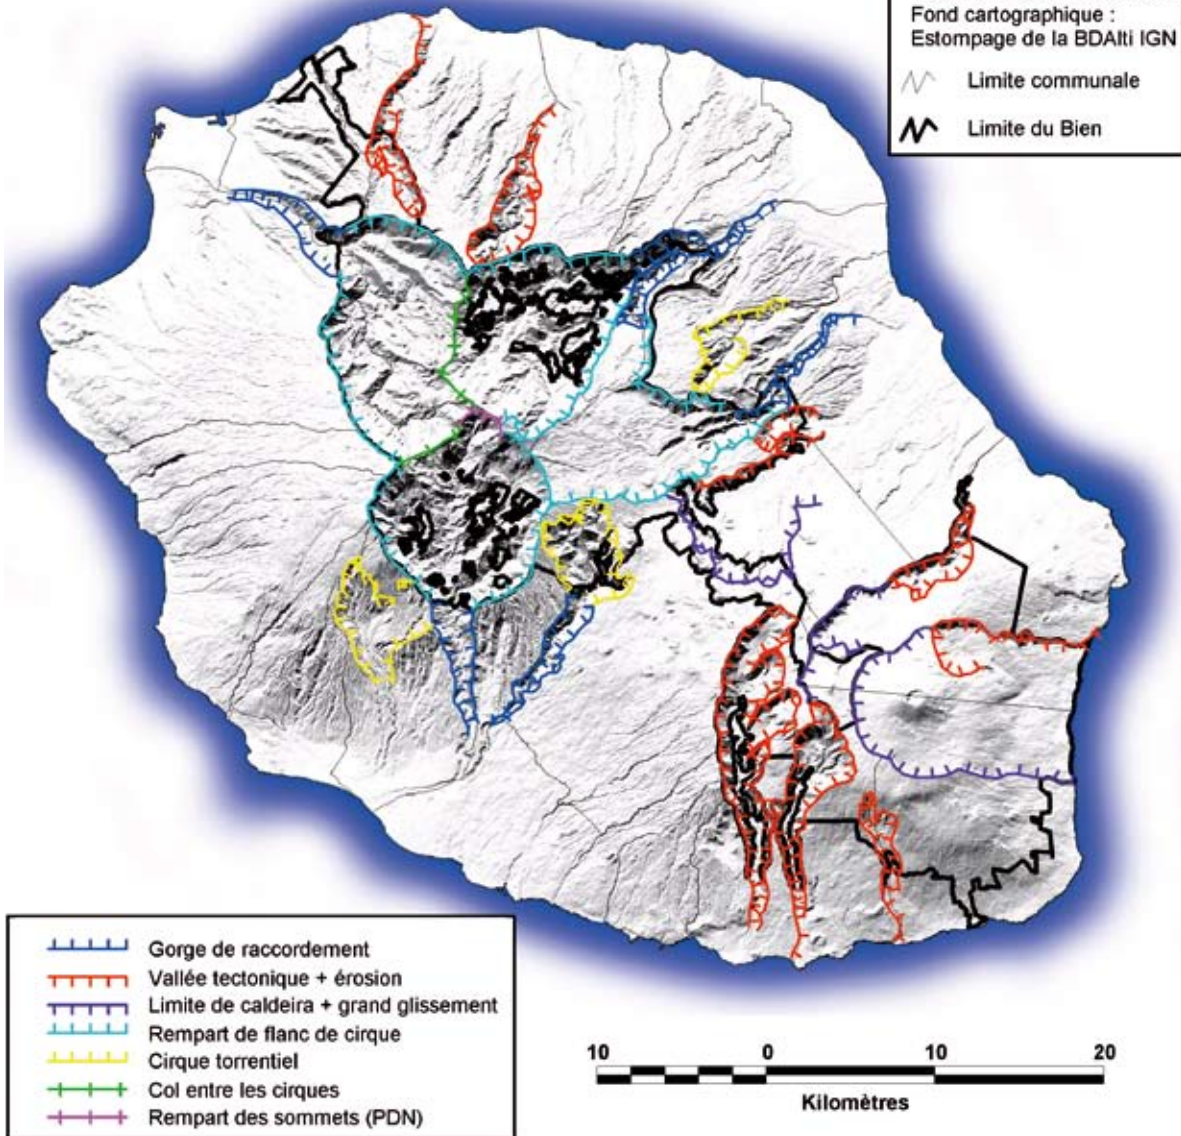 Fond cartographique :
Estompage de la BDAlti IGN
Limite communale
Limite du Bien
Gorge de raccordement
Vallée tectonique + érosion
Limite de caldeira + grand glissement
Rempart de flanc de cirque
Cirque torrentiel
Col entre les cirques
Rempart des sommets (PDN)
10 0 10 20
Kilomètres